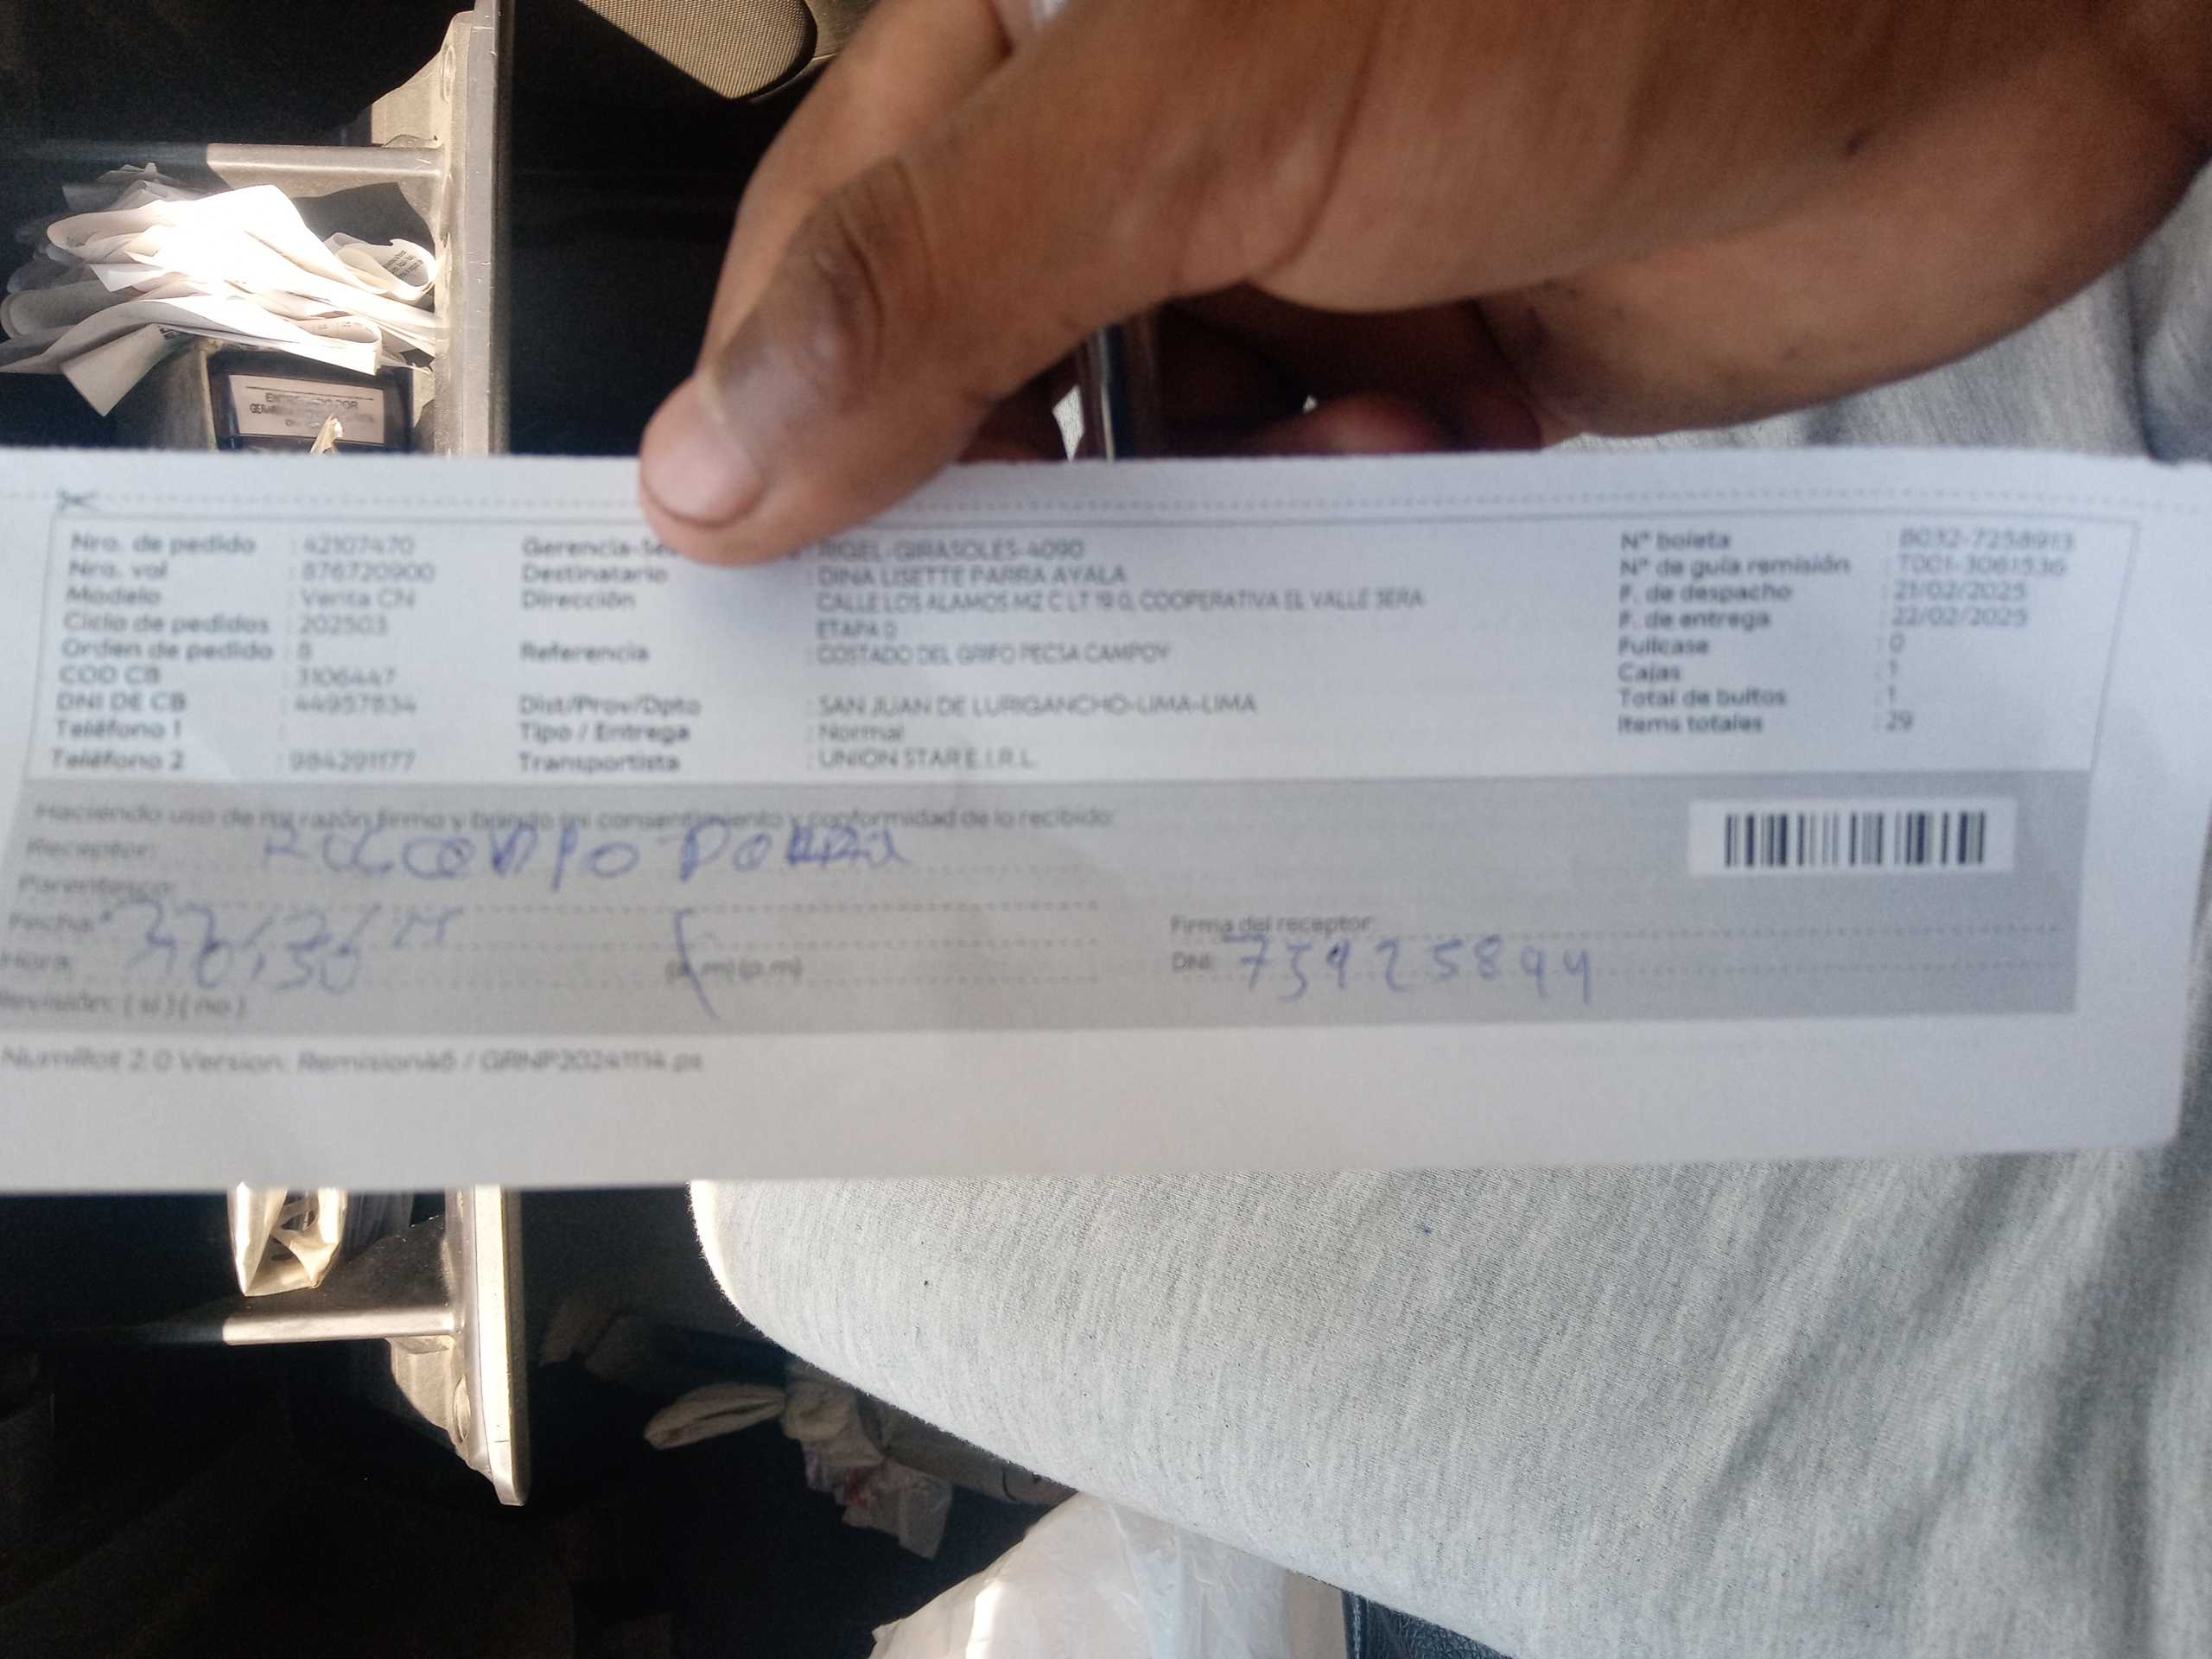 Nro. de pedido : 42107470
Nro. vol : 876720900
Modelo : Venta CN
Ciclo de pedidos : 202503
Orden de pedido : 8
COD CB : 3106447
DNI DE CB : 44957834
Teléfono 1 :
Teléfono 2 : 984291177
Gerencia-Se RIGEL-GIRASOLES-4090
Destinatario : DINA LISETTE PARRA AYALA
Dirección : CALLE LOS ALAMOS MZ C LT 19 0, COOPERATIVA EL VALLE 3ERA
ETAPA 0
Referencia : COSTADO DEL GRIFO PECSA CAMPOY
Dist/Prov/Dpto : SAN JUAN DE LURIGANCHO-LIMA-LIMA
Tipo / Entrega : Normal
Transportista : UNION STAR E.I.R.L.
N° boleta : B032-7258913
N° de guía remisión : T001-3061536
F. de despacho : 21/02/2025
F. de entrega : 22/02/2025
Fullcase : 0
Cajas : 1
Total de bultos : 1
Items totales : 29
Haciendo uso de mi razón firmo y brindo mi consentimiento y conformidad de lo recibido:
Receptor:
Parentesco:
Fecha:
Hora: (a.m) (p.m)
Revisión: ( si ) ( no )
Firma del receptor:
DNI: 75925899
NumRot 2.0 Version: Remision46 / GRNP20241114.ps